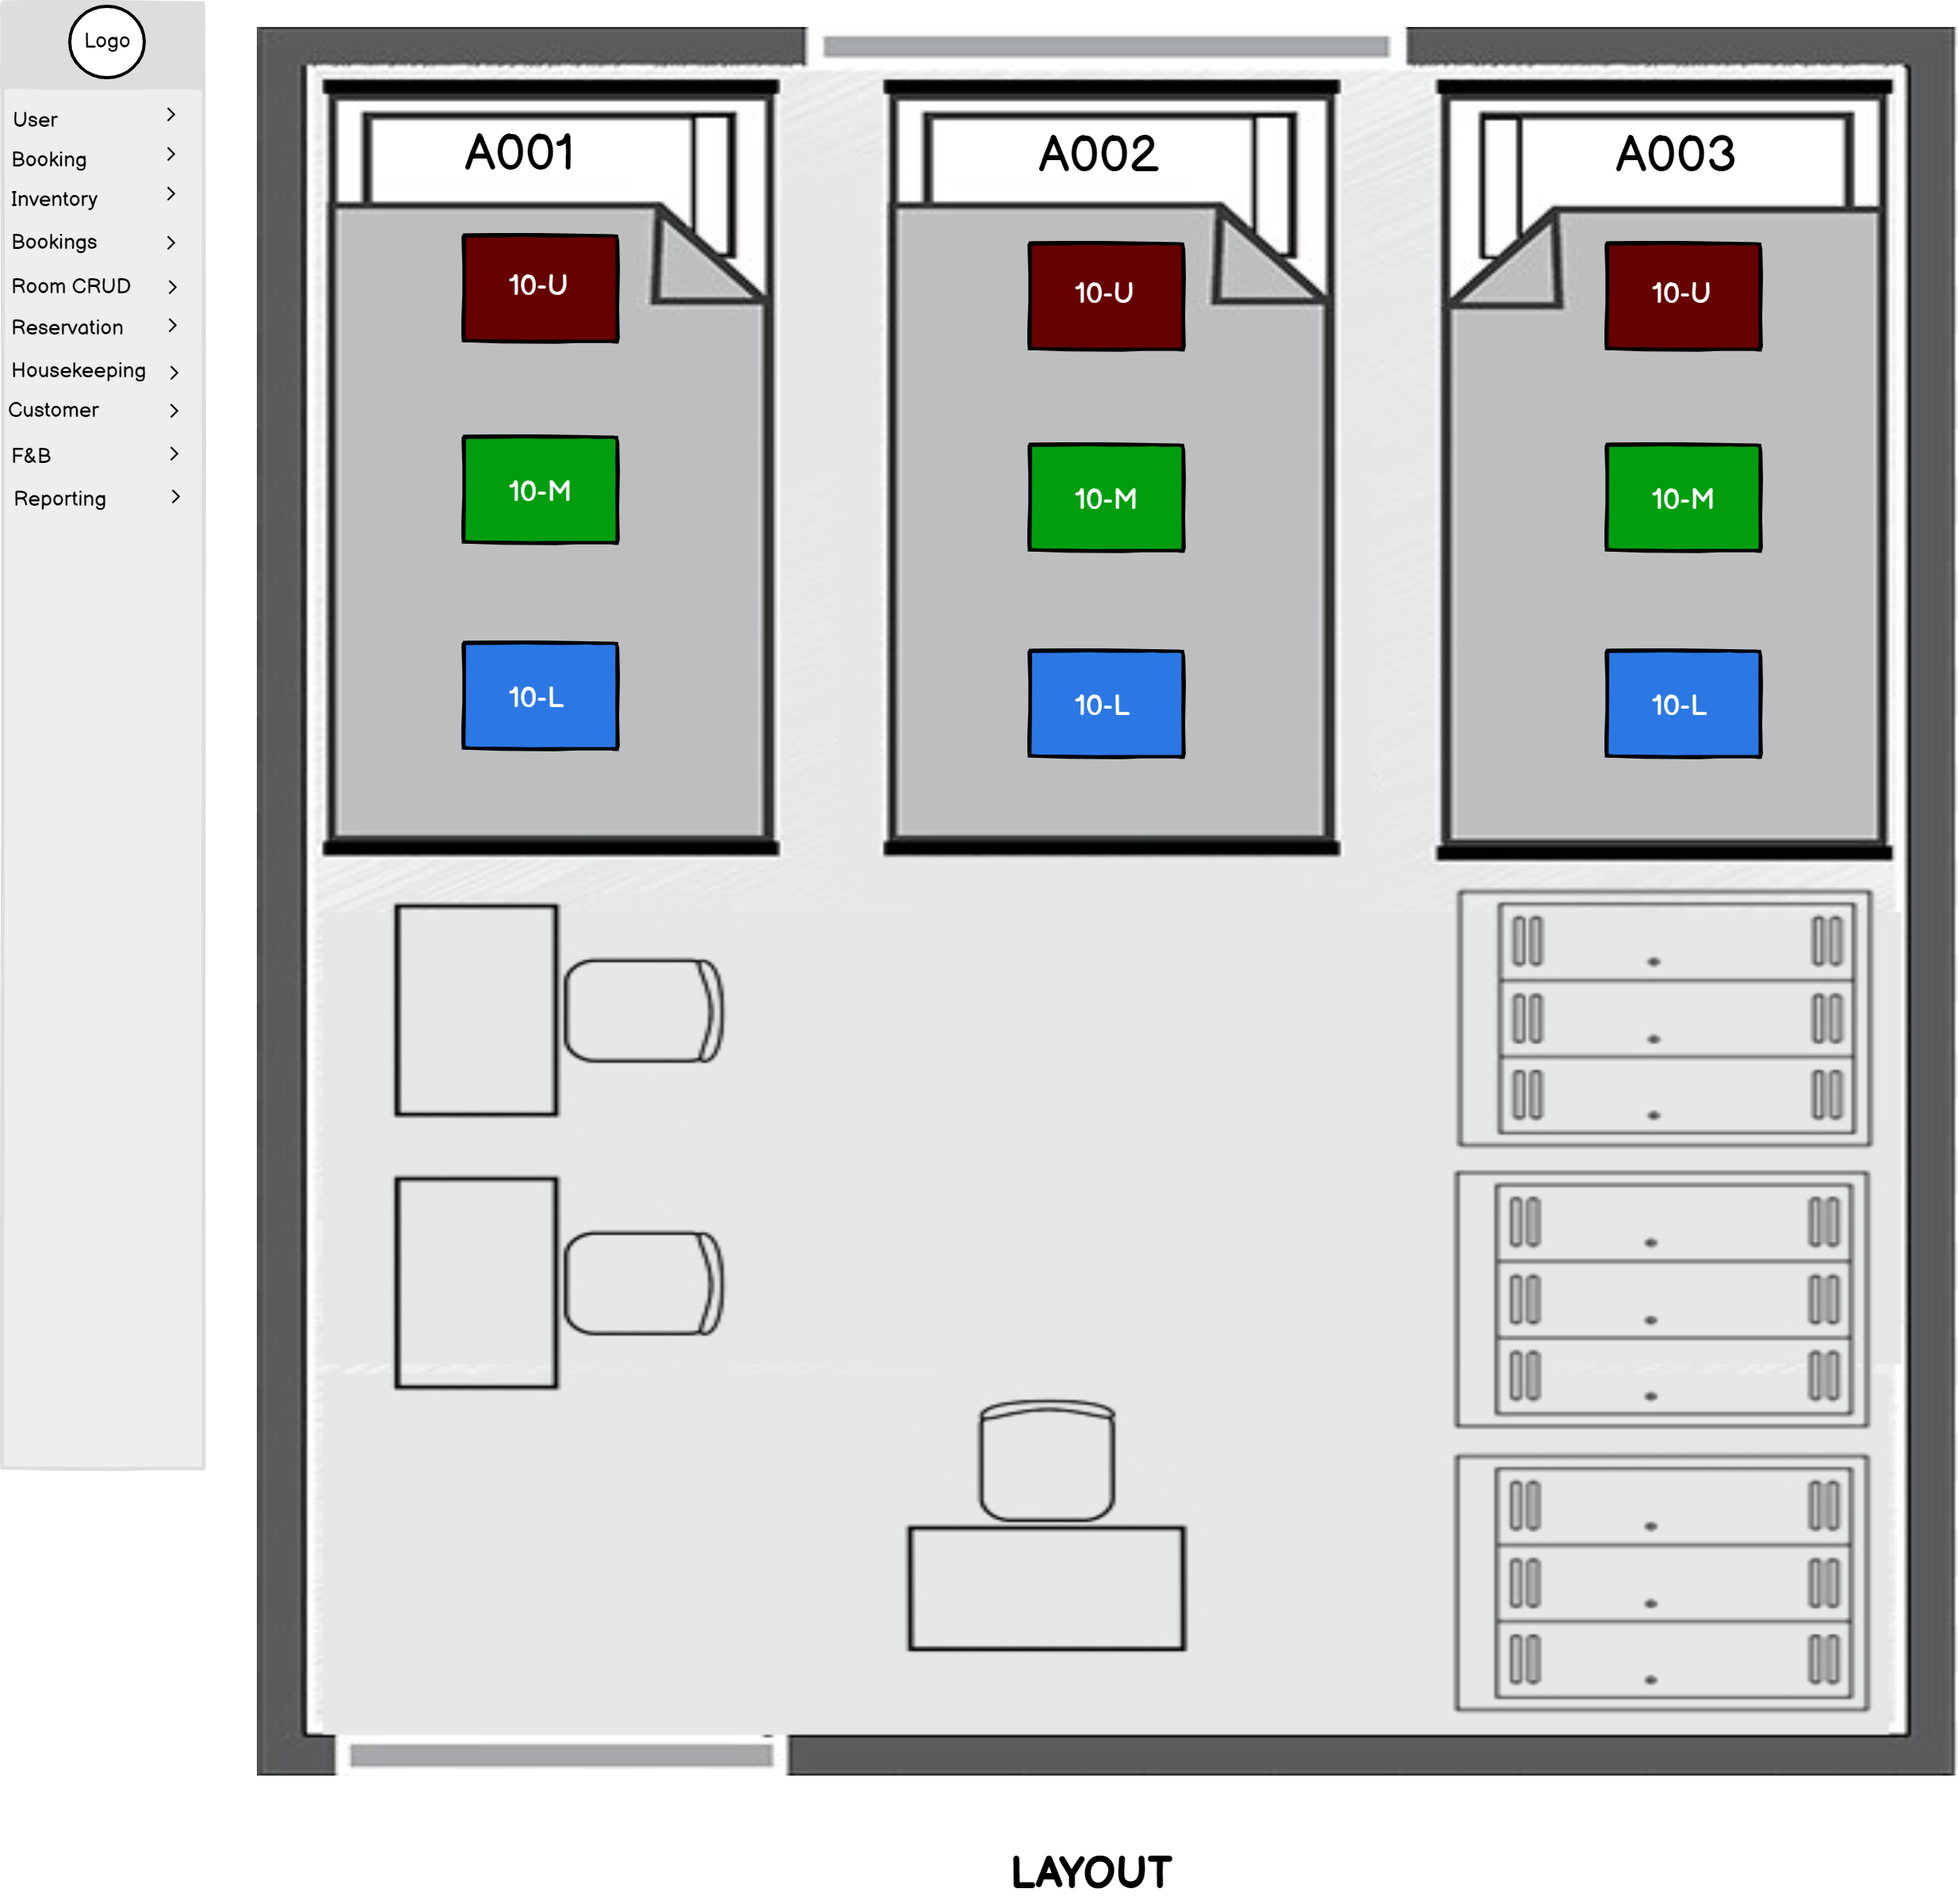 Logo
User
Booking
Inventory
Bookings
Room CRUD
Reservation
Housekeeping
Customer
F&B
Reporting
A001
A002
A003
10-U
10-U
10-U
10-M
10-M
10-M
10-L
10-L
10-L
LAYOUT